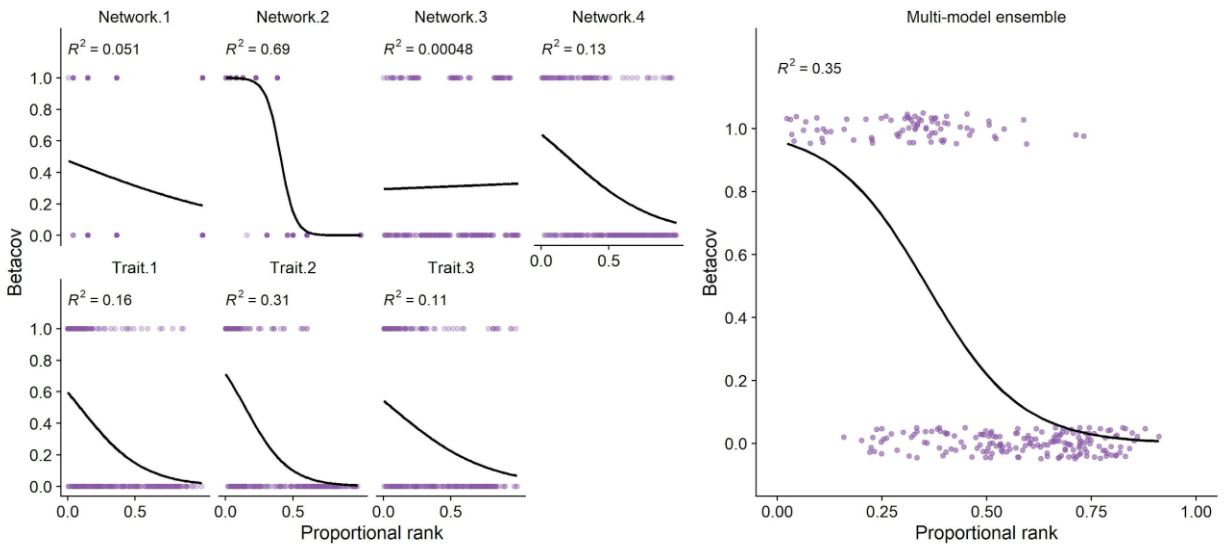 Network.1
Network.2
Network.3
Network.4
R² = 0.051
R² = 0.69
R² = 0.00048
R² = 0.13
1.0
0.8
0.6
0.4
0.2
0.0
0.0
0.5
Trait.1
Trait.2
Trait.3
R² = 0.16
R² = 0.31
R² = 0.11
1.0
0.8
0.6
0.4
0.2
0.0
0.0
0.5
0.0
0.5
0.0
0.5
Betacov
Proportional rank
Multi-model ensemble
R² = 0.35
1.0
0.8
0.6
0.4
0.2
0.0
0.00
0.25
0.50
0.75
1.00
Betacov
Proportional rank